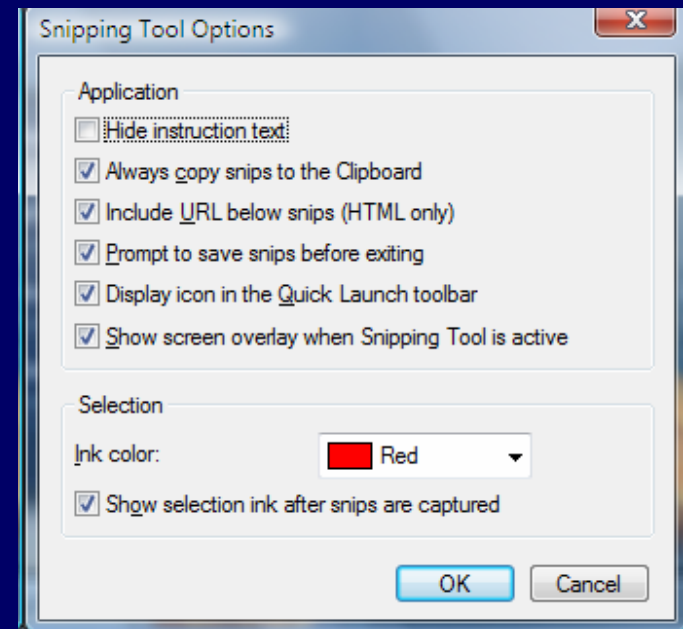 Snipping Tool Options
Application
Hide instruction text
Always copy snips to the Clipboard
Include URL below snips (HTML only)
Prompt to save snips before exiting
Display icon in the Quick Launch toolbar
Show screen overlay when Snipping Tool is active
Selection
Ink color: Red
Show selection ink after snips are captured
OK Cancel